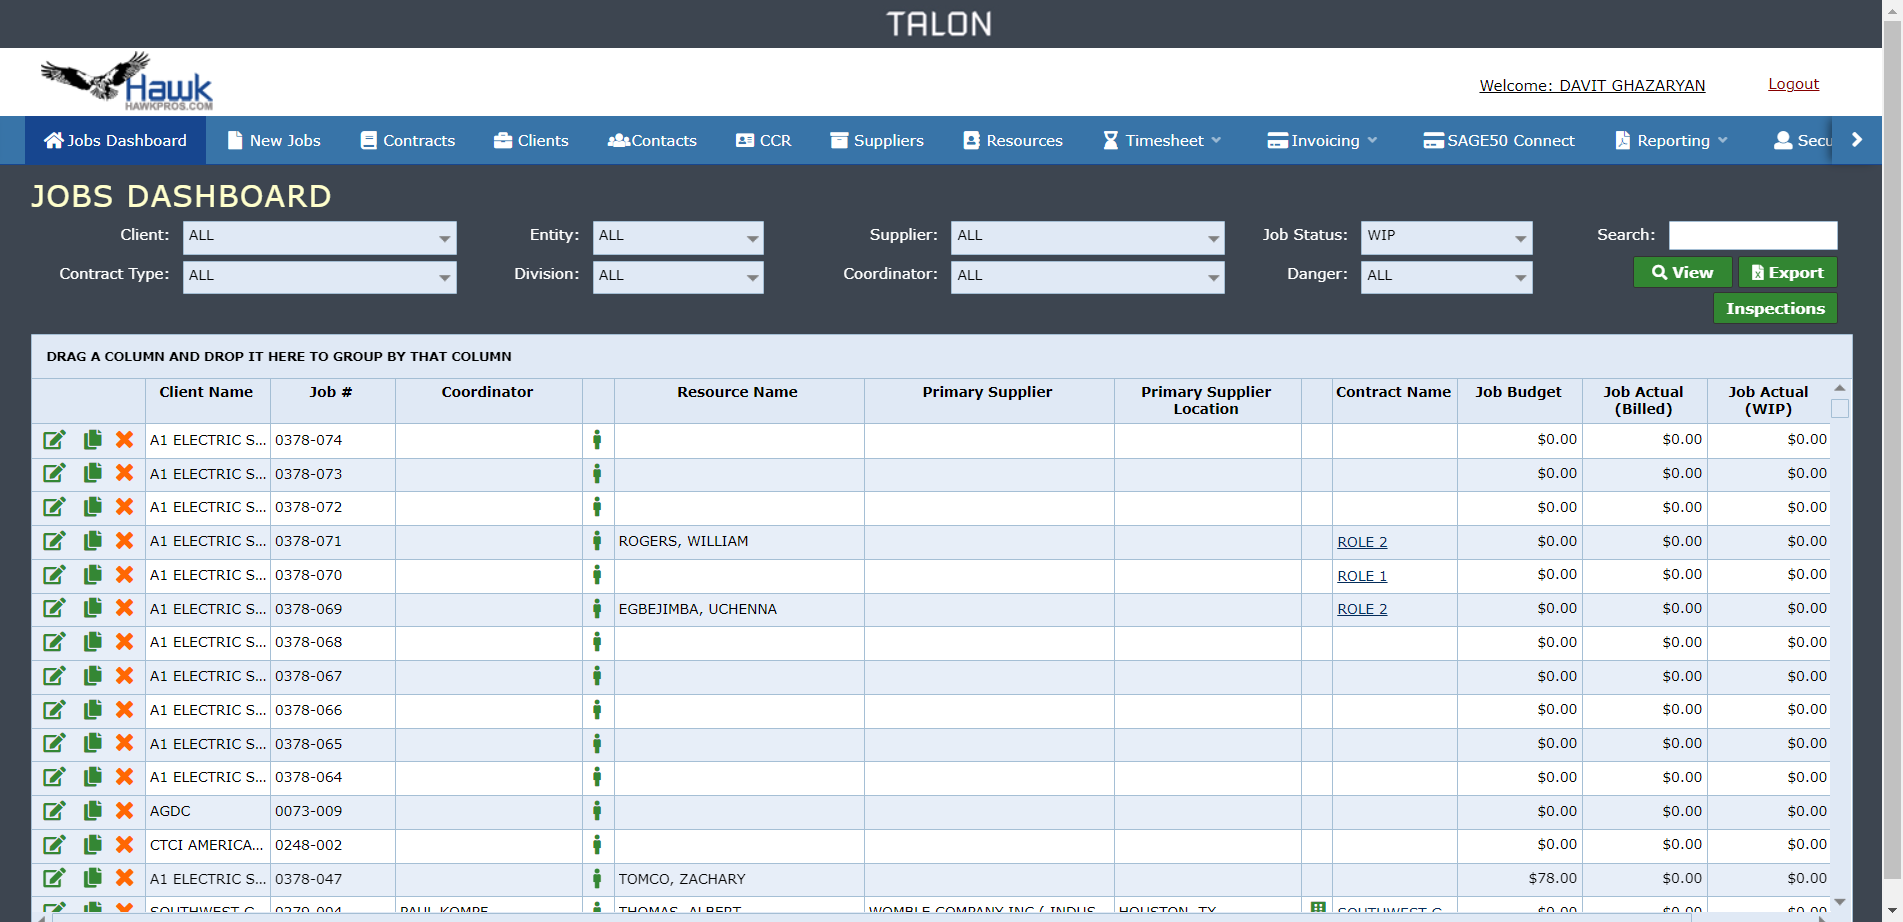 TALON
Hawk
HAWKPROS.COM
Welcome: DAVIT GHAZARYAN Logout
Jobs Dashboard New Jobs Contracts Clients Contacts CCR Suppliers Resources Timesheet Invoicing SAGE50 Connect Reporting Secu
JOBS DASHBOARD
Client: ALL Entity: ALL Supplier: ALL Job Status: WIP Search:
Contract Type: ALL Division: ALL Coordinator: ALL Danger: ALL View Export
Inspections
DRAG A COLUMN AND DROP IT HERE TO GROUP BY THAT COLUMN
Client Name Job # Coordinator Resource Name Primary Supplier Primary Supplier Contract Name Job Budget Job Actual Job Actual
Location (Billed) (WIP)
A1 ELECTRIC S... 0378-074 $0.00 $0.00 $0.00
A1 ELECTRIC S... 0378-073 $0.00 $0.00 $0.00
A1 ELECTRIC S... 0378-072 $0.00 $0.00 $0.00
A1 ELECTRIC S... 0378-071 ROGERS, WILLIAM ROLE 2 $0.00 $0.00 $0.00
A1 ELECTRIC S... 0378-070 ROLE 1 $0.00 $0.00 $0.00
A1 ELECTRIC S... 0378-069 EGBEJIMBA, UCHENNA ROLE 2 $0.00 $0.00 $0.00
A1 ELECTRIC S... 0378-068 $0.00 $0.00 $0.00
A1 ELECTRIC S... 0378-067 $0.00 $0.00 $0.00
A1 ELECTRIC S... 0378-066 $0.00 $0.00 $0.00
A1 ELECTRIC S... 0378-065 $0.00 $0.00 $0.00
A1 ELECTRIC S... 0378-064 $0.00 $0.00 $0.00
AGDC 0073-009 $0.00 $0.00 $0.00
CTCI AMERICA... 0248-002 $0.00 $0.00 $0.00
A1 ELECTRIC S... 0378-047 TOMCO, ZACHARY $78.00 $0.00 $0.00
SOUTHWEST G... 0279-004 PAUL KOMPE THOMAS, ALBERT WOMBLE COMPANY INC ( INDUS... HOUSTON, TX SOUTHWEST G... $0.00 $0.00 $0.00